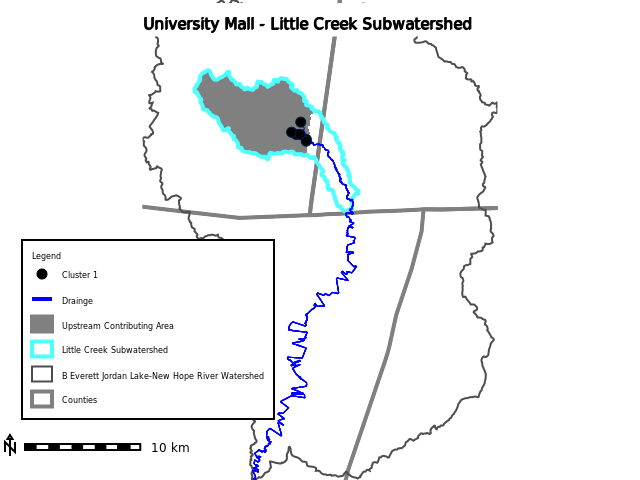 University Mall - Little Creek Subwatershed
Legend
Cluster 1
Drainge
Upstream Contributing Area
Little Creek Subwatershed
B Everett Jordan Lake-New Hope River Watershed
Counties
N
10 km